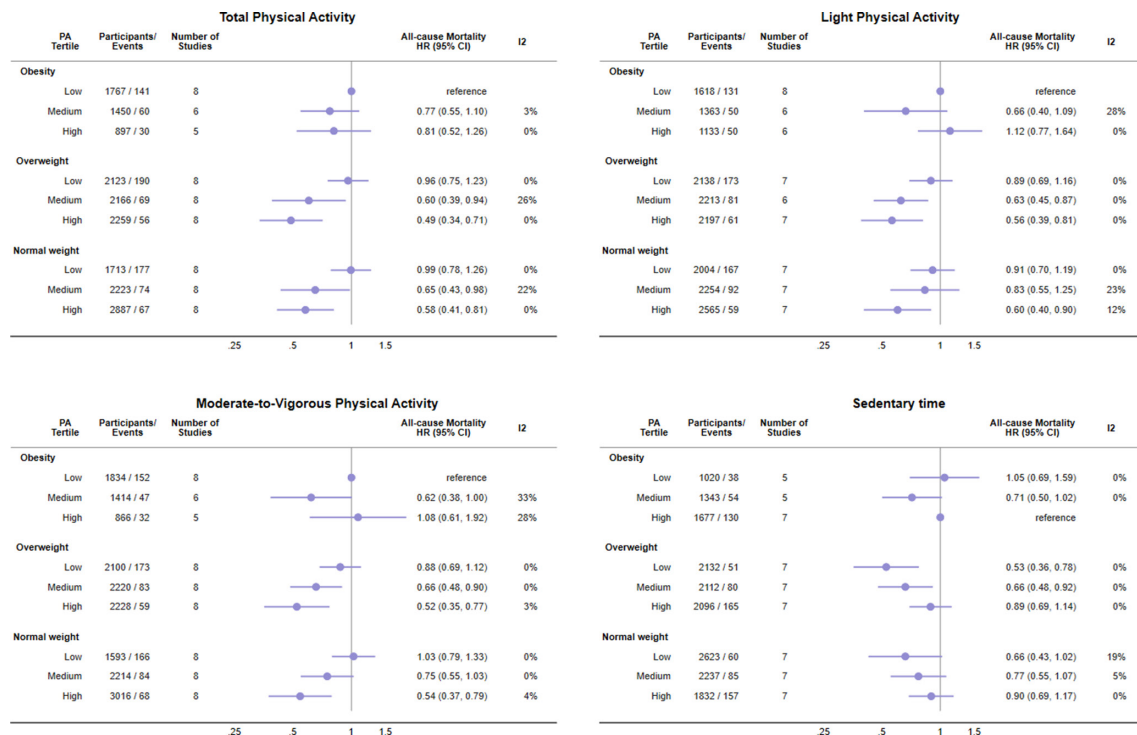 Total Physical Activity
PA Tertile Participants/ Events Number of Studies All-cause Mortality HR (95% CI) I2
Obesity
Low 1767 / 141 8 reference
Medium 1450 / 60 6 0.77 (0.55, 1.10) 3%
High 897 / 30 5 0.81 (0.52, 1.26) 0%
Overweight
Low 2123 / 190 8 0.96 (0.75, 1.23) 0%
Medium 2166 / 69 8 0.60 (0.39, 0.94) 26%
High 2259 / 56 8 0.49 (0.34, 0.71) 0%
Normal weight
Low 1713 / 177 8 0.99 (0.78, 1.26) 0%
Medium 2223 / 74 8 0.65 (0.43, 0.98) 22%
High 2887 / 67 8 0.58 (0.41, 0.81) 0%
.25 .5 1 1.5
Light Physical Activity
PA Tertile Participants/ Events Number of Studies All-cause Mortality HR (95% CI) I2
Obesity
Low 1618 / 131 8 reference
Medium 1363 / 50 6 0.66 (0.40, 1.09) 28%
High 1133 / 50 6 1.12 (0.77, 1.64) 0%
Overweight
Low 2138 / 173 7 0.89 (0.69, 1.16) 0%
Medium 2213 / 81 6 0.63 (0.45, 0.87) 0%
High 2197 / 61 7 0.56 (0.39, 0.81) 0%
Normal weight
Low 2004 / 167 7 0.91 (0.70, 1.19) 0%
Medium 2254 / 92 7 0.83 (0.55, 1.25) 23%
High 2565 / 59 7 0.60 (0.40, 0.90) 12%
.25 .5 1 1.5
Moderate-to-Vigorous Physical Activity
PA Tertile Participants/ Events Number of Studies All-cause Mortality HR (95% CI) I2
Obesity
Low 1834 / 152 8 reference
Medium 1414 / 47 6 0.62 (0.38, 1.00) 33%
High 866 / 32 5 1.08 (0.61, 1.92) 28%
Overweight
Low 2100 / 173 8 0.88 (0.69, 1.12) 0%
Medium 2220 / 83 8 0.66 (0.48, 0.90) 0%
High 2228 / 59 8 0.52 (0.35, 0.77) 3%
Normal weight
Low 1593 / 166 8 1.03 (0.79, 1.33) 0%
Medium 2214 / 84 8 0.75 (0.55, 1.03) 0%
High 3016 / 68 8 0.54 (0.37, 0.79) 4%
.25 .5 1 1.5
Sedentary time
PA Tertile Participants/ Events Number of Studies All-cause Mortality HR (95% CI) I2
Obesity
Low 1020 / 38 5 1.05 (0.69, 1.59) 0%
Medium 1343 / 54 5 0.71 (0.50, 1.02) 0%
High 1677 / 130 7 reference
Overweight
Low 2132 / 51 7 0.53 (0.36, 0.78) 0%
Medium 2112 / 80 7 0.66 (0.48, 0.92) 0%
High 2096 / 165 7 0.89 (0.69, 1.14) 0%
Normal weight
Low 2623 / 60 7 0.66 (0.43, 1.02) 19%
Medium 2237 / 85 7 0.77 (0.55, 1.07) 5%
High 1832 / 157 7 0.90 (0.69, 1.17) 0%
.25 .5 1 1.5